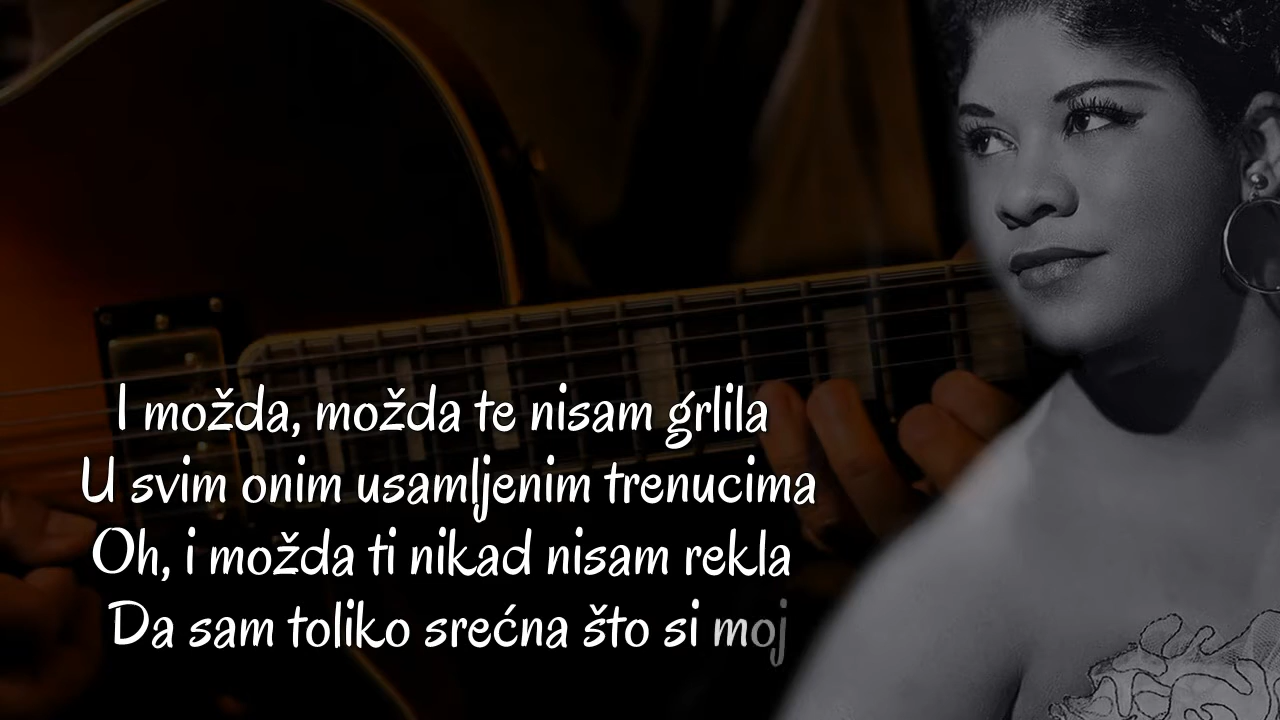 I možda, možda te nisam grlila
U svim onim usamljenim trenucima
Oh, i možda ti nikad nisam rekla
Da sam toliko srećna što si moj